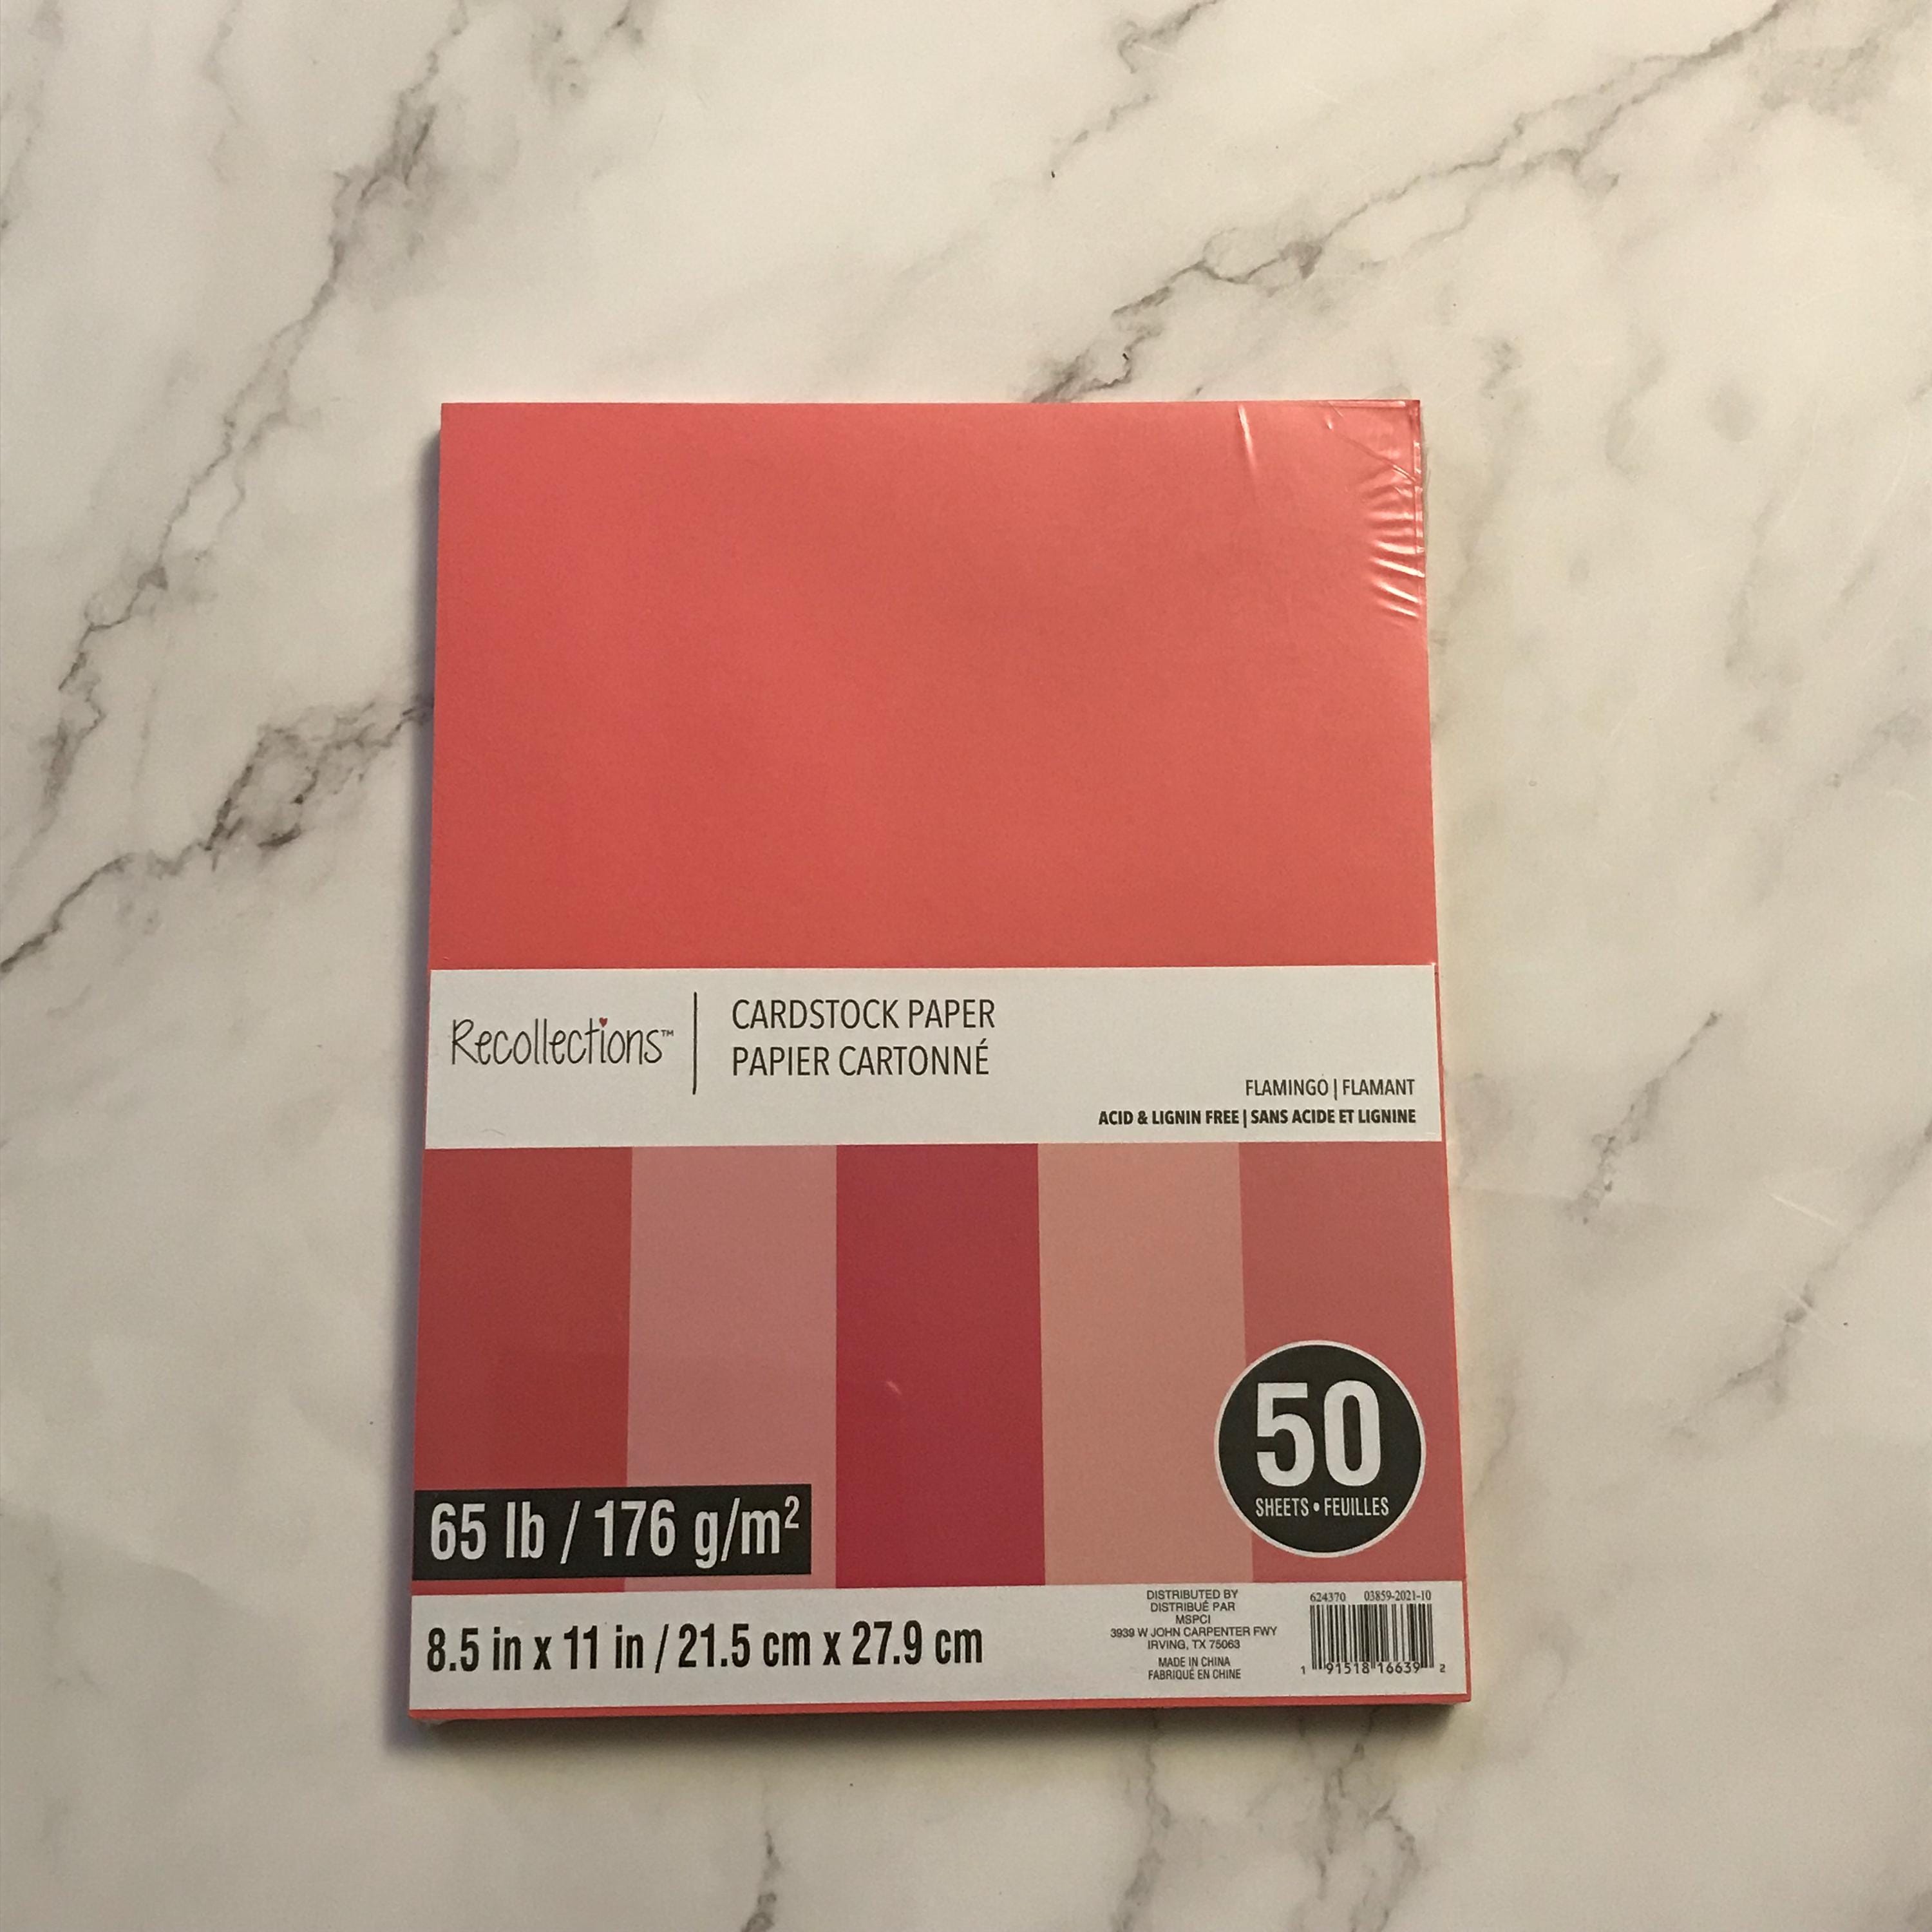 Recollections™
CARDSTOCK PAPER
PAPIER CARTONNÉ
FLAMINGO | FLAMANT
ACID & LIGNIN FREE | SANS ACIDE ET LIGNINE
50
SHEETS • FEUILLES
65 lb / 176 g/m²
8.5 in x 11 in / 21.5 cm x 27.9 cm
DISTRIBUTED BY
DISTRIBUÉ PAR
MSPCI
3939 W JOHN CARPENTER FWY
IRVING, TX 75063
MADE IN CHINA
FABRIQUÉ EN CHINE
624370 03859-2021-10
1 91518 16639 2